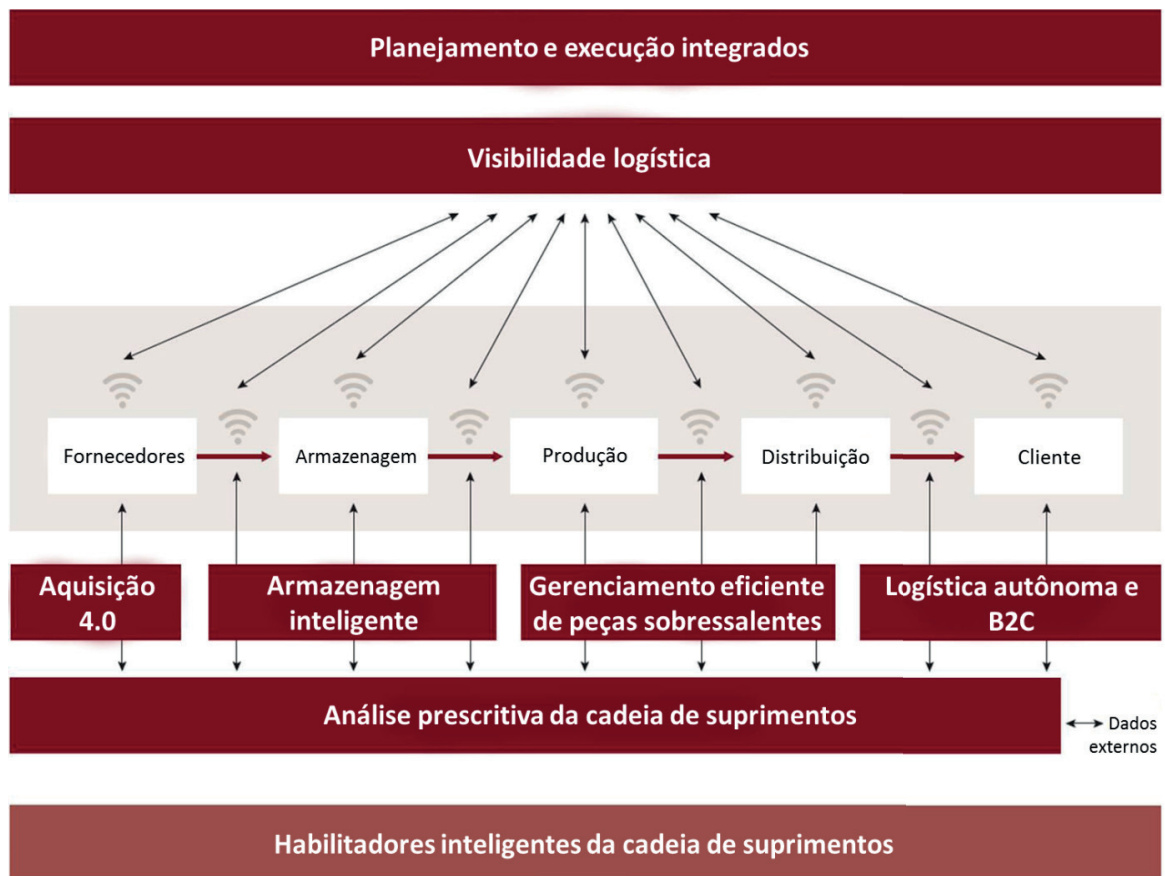 Planejamento e execução integrados
Visibilidade logística
Fornecedores
Armazenagem
Produção
Distribuição
Cliente
Aquisição
4.0
Armazenagem
inteligente
Gerenciamento eficiente
de peças sobressalentes
Logística autônoma e
B2C
Análise prescritiva da cadeia de suprimentos
Dados
externos
Habilitadores inteligentes da cadeia de suprimentos